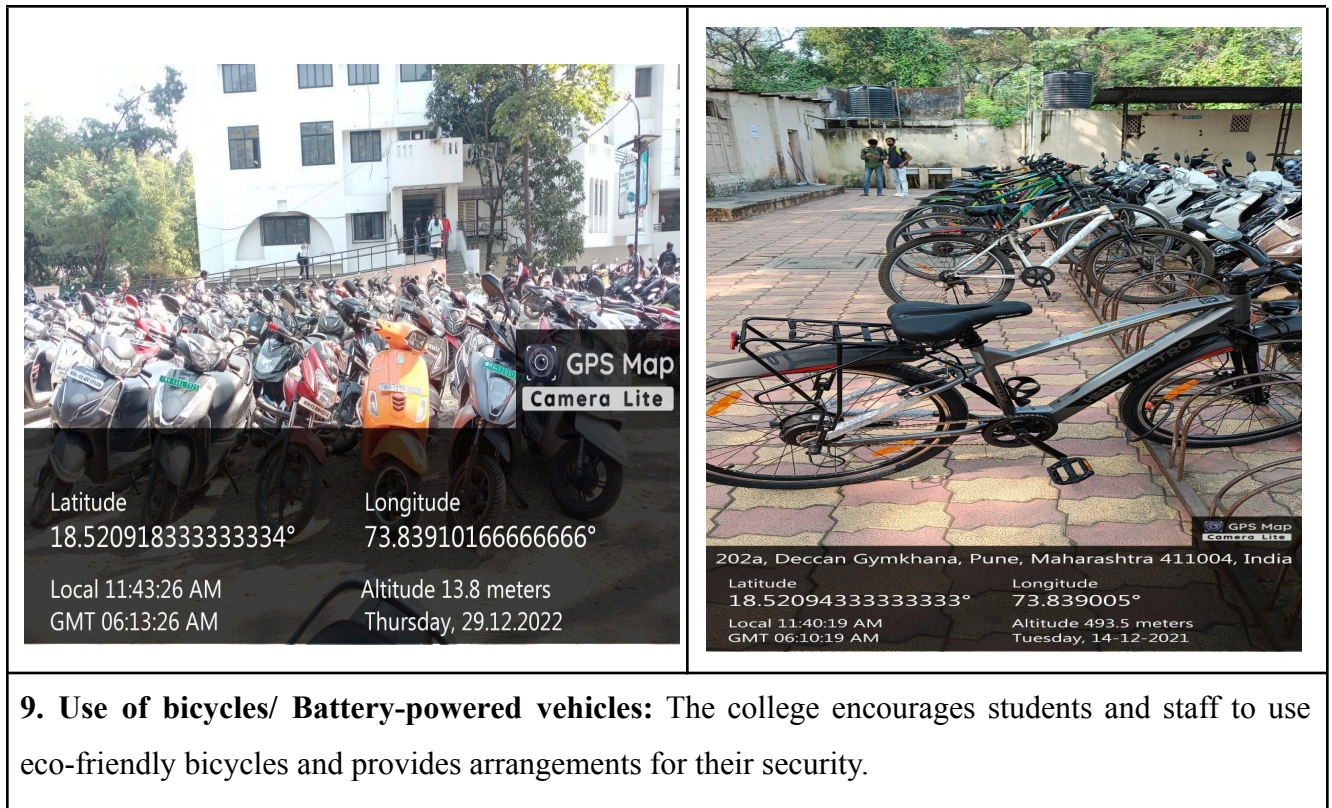 GPS Map
Camera Lite
Latitude
18.520918333333334°
Longitude
73.83910166666666°
Local 11:43:26 AM
GMT 06:13:26 AM
Altitude 13.8 meters
Thursday, 29.12.2022
LECTRO
GPS Map
Camera Lite
202a, Deccan Gymkhana, Pune, Maharashtra 411004, India
Latitude
18.52094333333333°
Longitude
73.839005°
Local 11:40:19 AM
GMT 06:10:19 AM
Altitude 493.5 meters
Tuesday, 14-12-2021
9. Use of bicycles/ Battery-powered vehicles: The college encourages students and staff to use
eco-friendly bicycles and provides arrangements for their security.